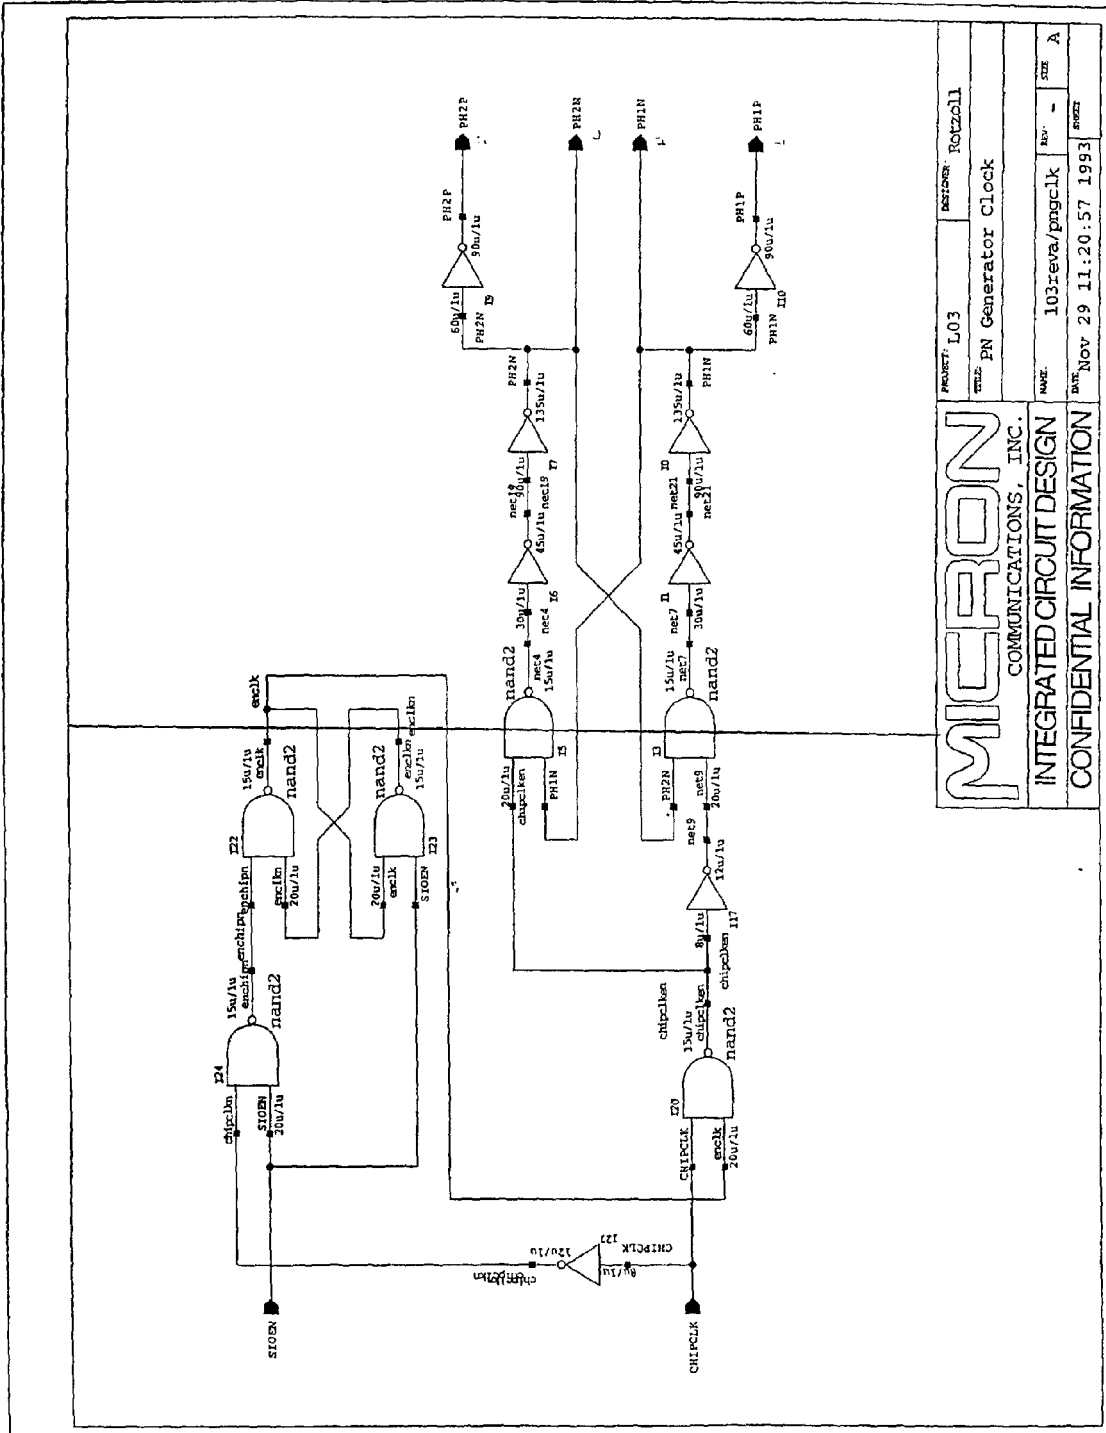 SIOEN
CHIPCLK
chipclkn
SIOEN
20u/1u
I24
nand2
15u/1u
enchipn
enchipn
enchipn
enclkn
20u/1u
I22
nand2
15u/1u
enclk
enclk
20u/1u
enclk
SIOEN
I23
nand2
15u/1u
enclkn
enclkn
CHIPCLK
8u/1u
12u/1u
CHIPCLK
enclk
20u/1u
I20
nand2
15u/1u
chipclken
chipclken
chipclken
8u/1u
I17
12u/1u
net9
net9
20u/1u
PH2N
I3
nand2
15u/1u
net7
net7
30u/1u
I1
45u/1u
net21
net21
90u/1u
135u/1u
PH1N
60u/1u
PH1N
I10
90u/1u
PH1P
PH1P
PH1N
20u/1u
chipclken
PH1N
I5
nand2
15u/1u
net4
net4
30u/1u
I6
45u/1u
net19
net19
90u/1u
I7
135u/1u
PH2N
60u/1u
PH2N
I9
90u/1u
PH2P
PH2P
PH2N
MICRON
COMMUNICATIONS, INC.
INTEGRATED CIRCUIT DESIGN
CONFIDENTIAL INFORMATION
PROJECT: L03
DESIGNER: Rotzoll
TITLE: PN Generator Clock
NAME: 103reva/pngclk
REV: -
SIZE A
DATE Nov 29 11:20:57 1993
SHEET